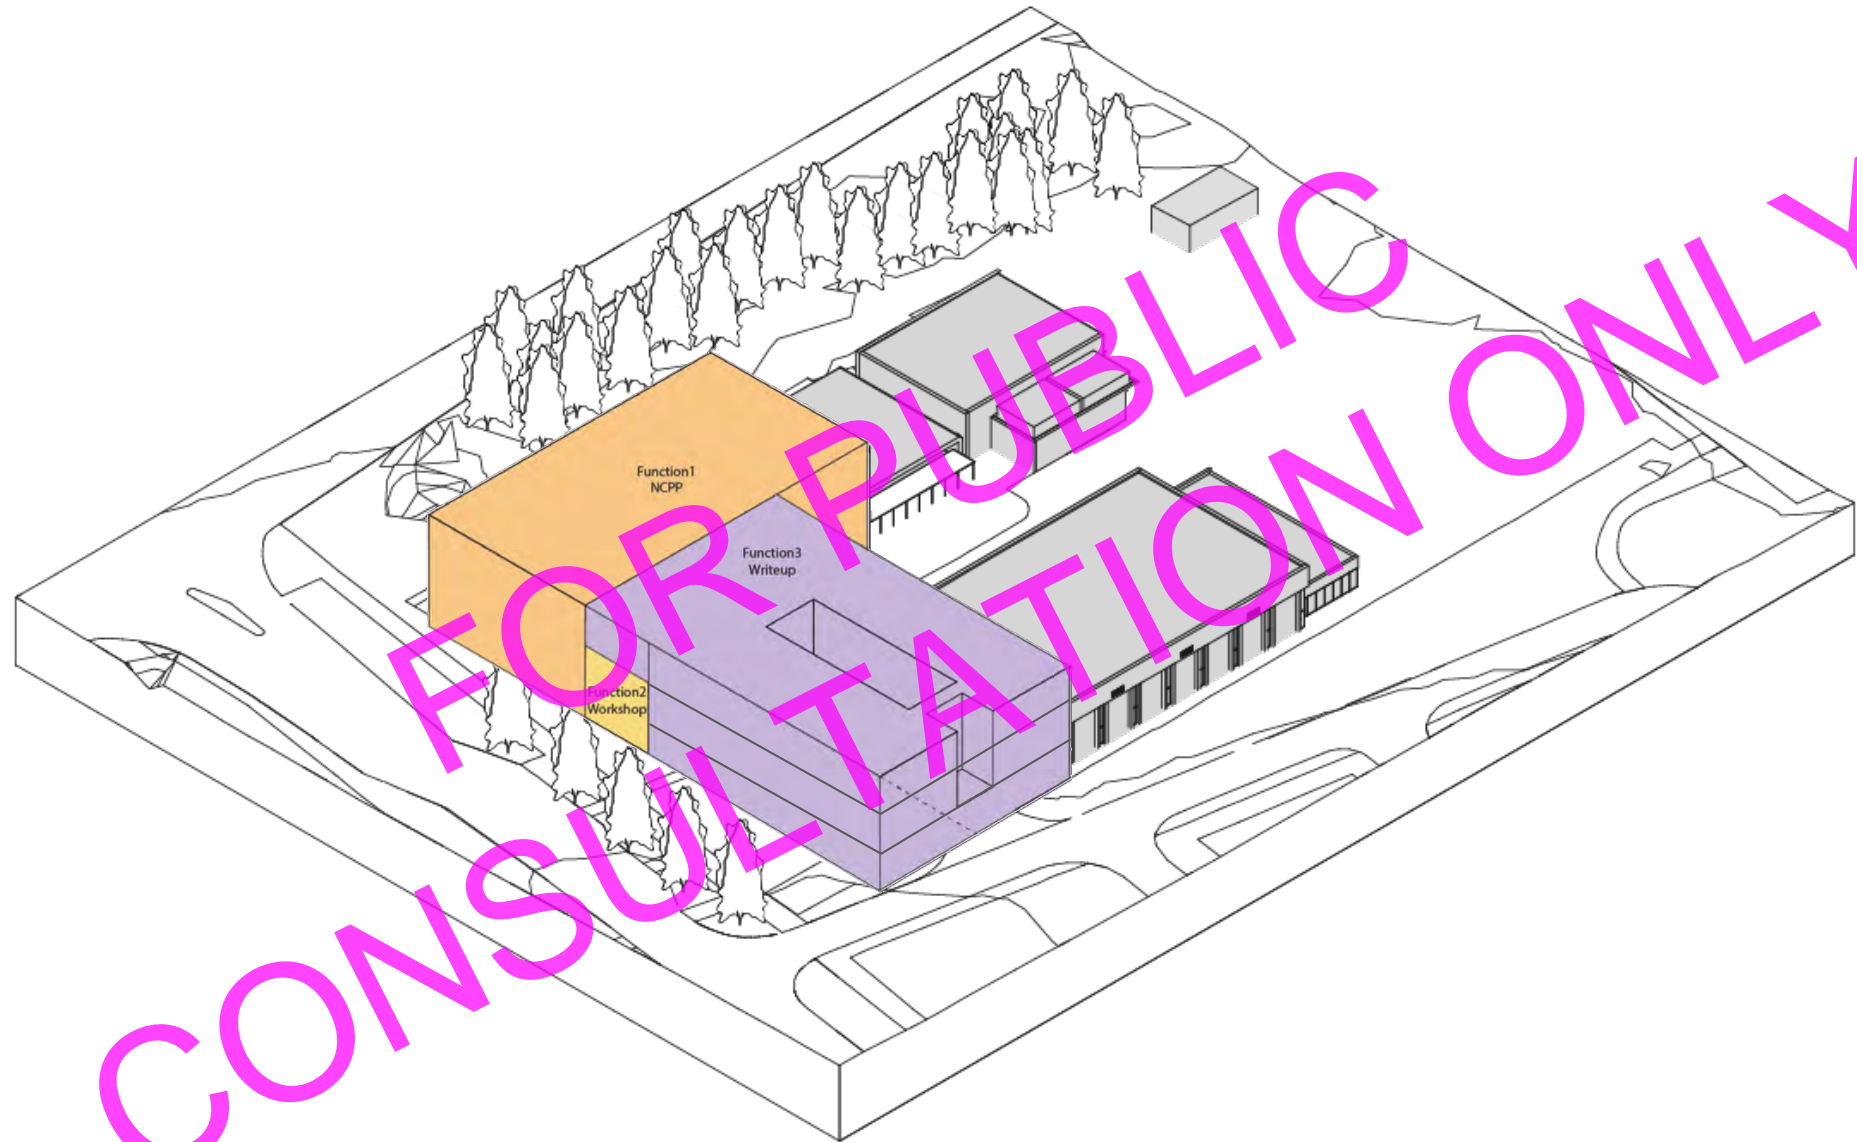 Function1
NCPP
Function3
Writeup
Function2
Workshop
FOR PUBLIC
CONSULTATION ONLY